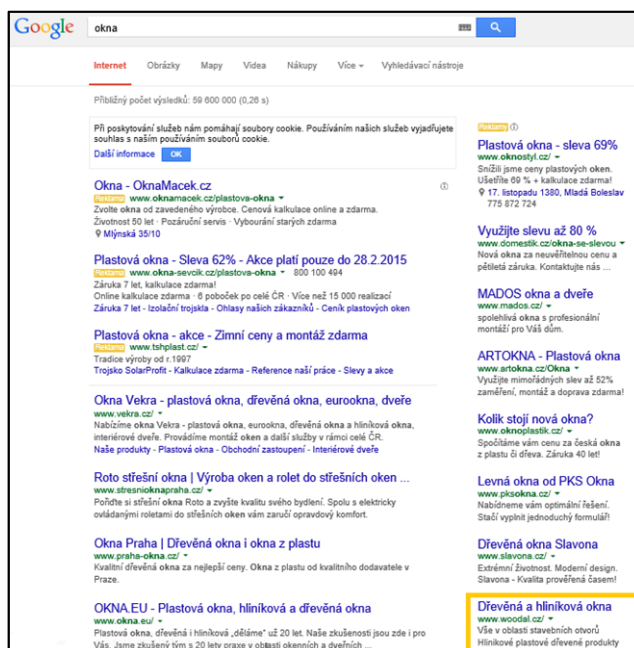 Google okna
Internet Obrázky Mapy Videa Nákupy Více Vyhledávací nástroje
Přibližný počet výsledků: 59 600 000 (0,26 s)
Při poskytování služeb nám pomáhají soubory cookie. Používáním našich služeb vyjadřujete
souhlas s naším používáním souborů cookie.
Další informace OK
Okna - OknaMacek.cz
Reklama www.oknamacek.cz/plastova-okna
Zvolte okna od zavedeného výrobce. Cenová kalkulace online a zdarma.
Životnost 50 let · Pozáruční servis · Vybourání starých zdarma
Mlýnská 35/10
Plastová okna - Sleva 62% - Akce platí pouze do 28.2.2015
Reklama www.okna-sevcik.cz/plastova-okna 800 100 494
Záruka 7 let, kalkulace zdarma!
Online kalkulace zdarma · 6 poboček po celé ČR · Více než 15 000 realizací
Záruka 7 let - Izolační trojskla - Ohlasy našich zákazníků - Ceník plastových oken
Plastová okna - akce - Zimní ceny a montáž zdarma
Reklama www.tshplast.cz/
Tradice výroby od r.1997
Trojsko SolarProfit - Kalkulace zdarma - Reference naší práce - Slevy a akce
Okna Vekra - plastová okna, dřevěná okna, eurookna, dveře
www.vekra.cz/
Nabízíme okna Vekra - plastová okna, eurookna, dřevěná okna a hliníková okna,
interiérové dveře. Provádíme montáž oken a další služby v rámci celé ČR.
Naše produkty - Plastová okna - Obchodní zastoupení - Interiérové dveře
Roto střešní okna | Výroba oken a rolet do střešních oken ...
www.stresnioknapraha.cz/
Pořiďte si střešní okna Roto a zvyšte kvalitu svého bydlení. Spolu s elektricky
ovládanými roletami do střešních oken vám zaručí opravdový komfort.
Okna Praha | Dřevěná okna i okna z plastu
www.praha-okna.cz/
Kvalitní dřevěná okna za nejlepší ceny. Okna z plastu od kvalitního dodavatele v
Praze.
OKNA.EU - Plastová okna, hliníková a dřevěná okna
www.okna.eu/
Plastová okna, dřevěná i hliníková „děláme" už 20 let. Naše zkušenosti jsou zde i pro
Vás. Jsme zkušený tým s 20 lety praxe v oblasti okenních a dveřních ...
Reklamy
Plastová okna - sleva 69%
www.oknostyl.cz/
Snížili jsme ceny plastových oken.
Ušetříte 69 % + kalkulace zdarma!
17. listopadu 1380, Mladá Boleslav
775 872 724
Využijte slevu až 80 %
www.domestik.cz/okna-se-slevou
Nová okna za neuvěřitelnou cenu a
pětiletá záruka. Kontaktujte nás ...
MADOS okna a dveře
www.mados.cz/
spolehlivá okna s profesionální
montáží pro Váš dům.
ARTOKNA - Plastová okna
www.artokna.cz/Okna
Využijte mimořádných slev až 52%
zaměření, montáž a doprava zdarma!
Kolik stojí nová okna?
www.oknoplastik.cz/
Spočítáme vám cenu za česká okna
z plastu či dřeva. Záruka 40 let!
Levná okna od PKS Okna
www.pksokna.cz/
Nabídneme vám optimální řešení.
Stačí vyplnit jednoduchý formulář!
Dřevěná okna Slavona
www.slavona.cz/
Extrémní životnost. Moderní design.
Slavona - Kvalita prověřená časem!
Dřevěná a hliníková okna
www.woodal.cz/
Vše v oblasti stavebních otvorů
Hliníkové plastové dřevené produkty